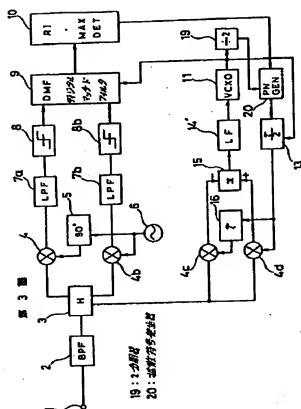 第3図
10
RI MAX
DET
9
DMF
デイジタル
マッチド
フィルタ
8
8b
7a
LPF
7b
LPF
4
5
90°
4b
6
3
H
2
BPF
19
÷2
11
VCXO
20
PN
GEN
14'
LF
15
Σ
16
τ
13
4c
4d
19:2分周器
20:拡散符号発生器